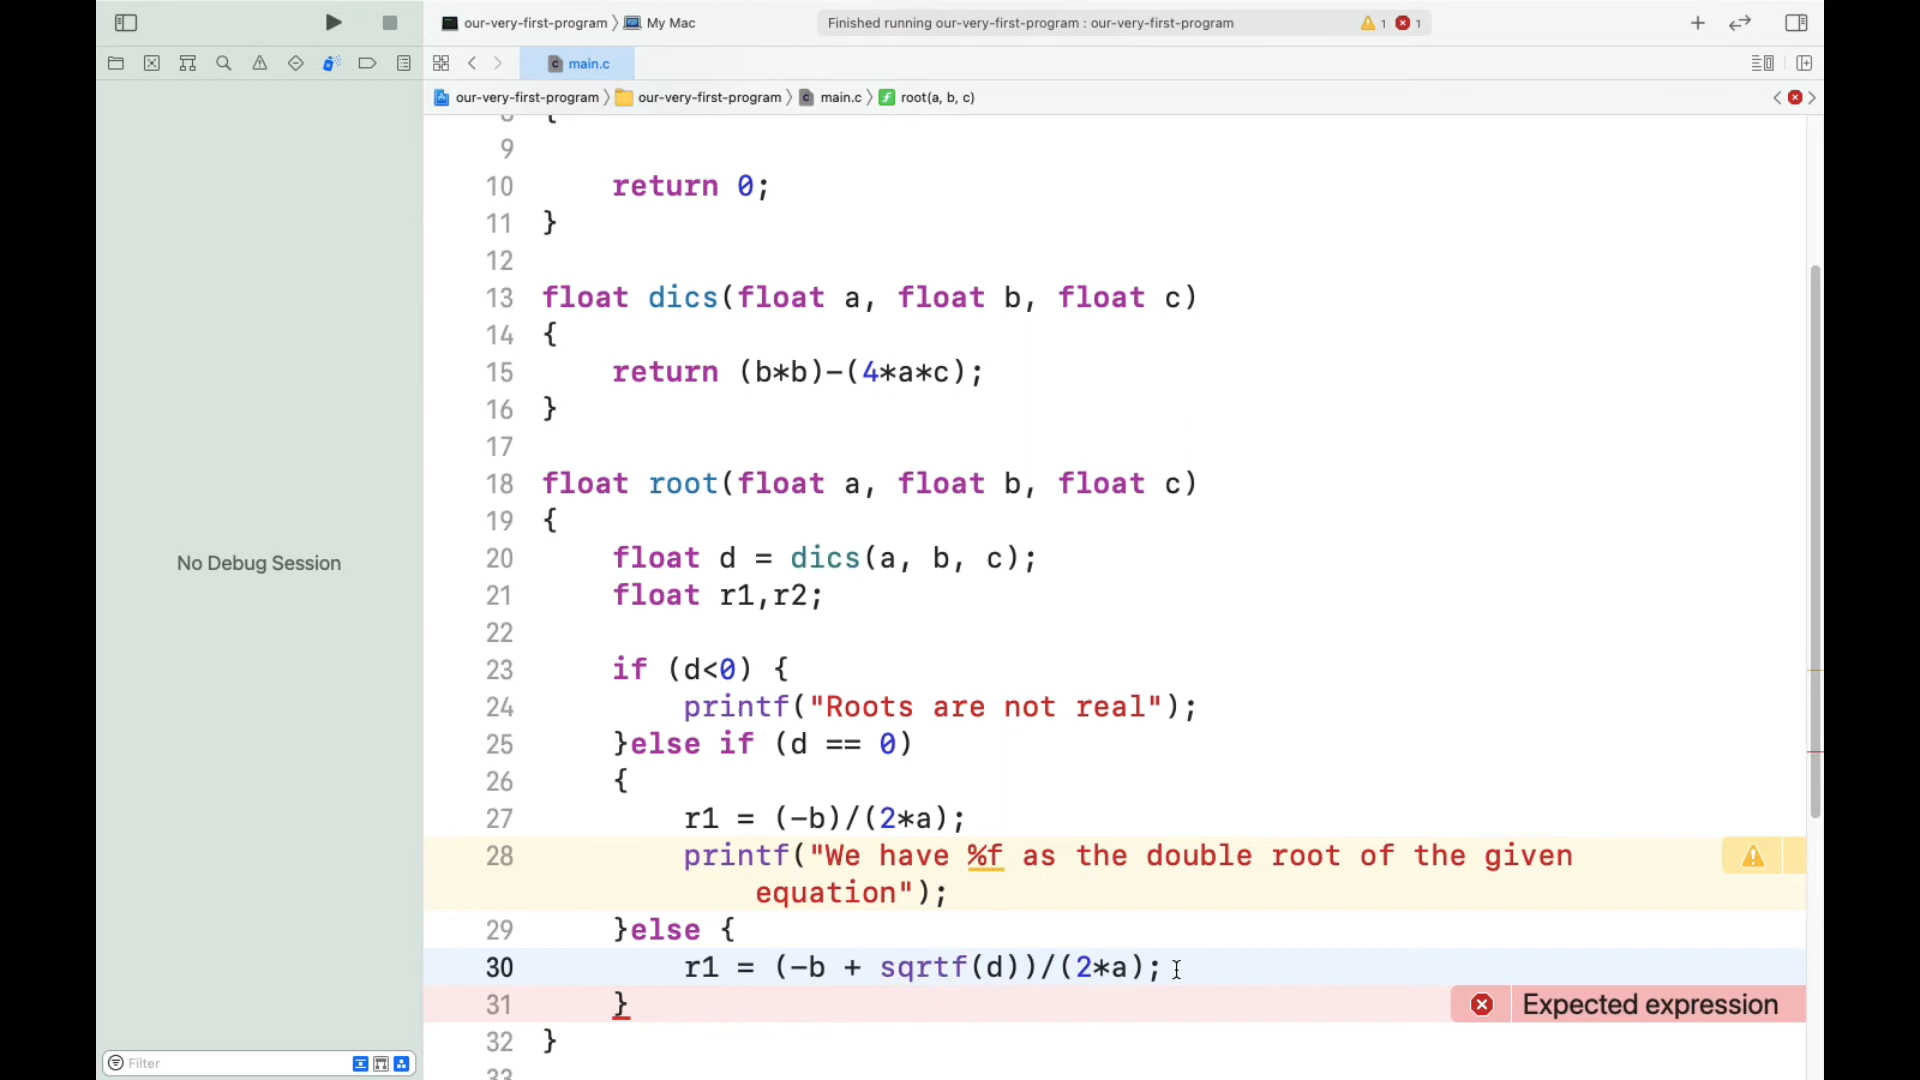 our-very-first-program 〉 My Mac
Finished running our-very-first-program : our-very-first-program
1
1
main.c
our-very-first-program 〉 our-very-first-program 〉 main.c 〉 root(a, b, c)
8 {
9
10 return 0;
11 }
12
13 float dics(float a, float b, float c)
14 {
15 return (b*b)-(4*a*c);
16 }
17
18 float root(float a, float b, float c)
19 {
20 float d = dics(a, b, c);
21 float r1,r2;
22
23 if (d<0) {
24 printf("Roots are not real");
25 }else if (d == 0)
26 {
27 r1 = (-b)/(2*a);
28 printf("We have %f as the double root of the given
equation");
29 }else {
30 r1 = (-b + sqrtf(d))/(2*a);
31 }
Expected expression
32 }
33
No Debug Session
Filter